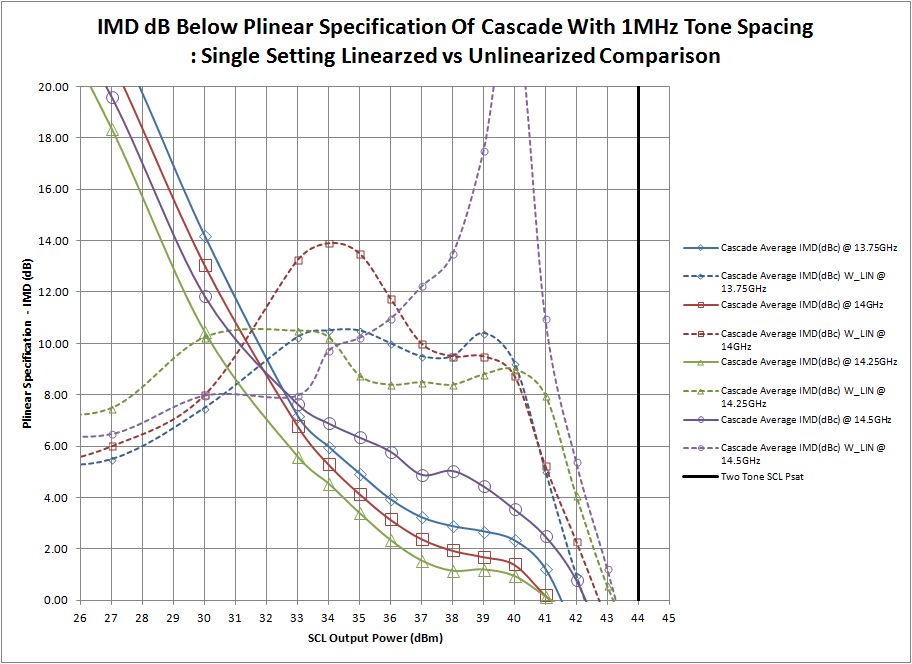 IMD dB Below Plinear Specification Of Cascade With 1MHz Tone Spacing
: Single Setting Linearzed vs Unlinearized Comparison
Plinear Specification - IMD (dB)
20.00
18.00
16.00
14.00
12.00
10.00
8.00
6.00
4.00
2.00
0.00
26 27 28 29 30 31 32 33 34 35 36 37 38 39 40 41 42 43 44 45
SCL Output Power (dBm)
Cascade Average IMD(dBc) @ 13.75GHz
Cascade Average IMD(dBc) W_LIN @
13.75GHz
Cascade Average IMD(dBc) @ 14GHz
Cascade Average IMD(dBc) W_LIN @
14GHz
Cascade Average IMD(dBc) @ 14.25GHz
Cascade Average IMD(dBc) W_LIN @
14.25GHz
Cascade Average IMD(dBc) @ 14.5GHz
Cascade Average IMD(dBc) W_LIN @
14.5GHz
Two Tone SCL Psat